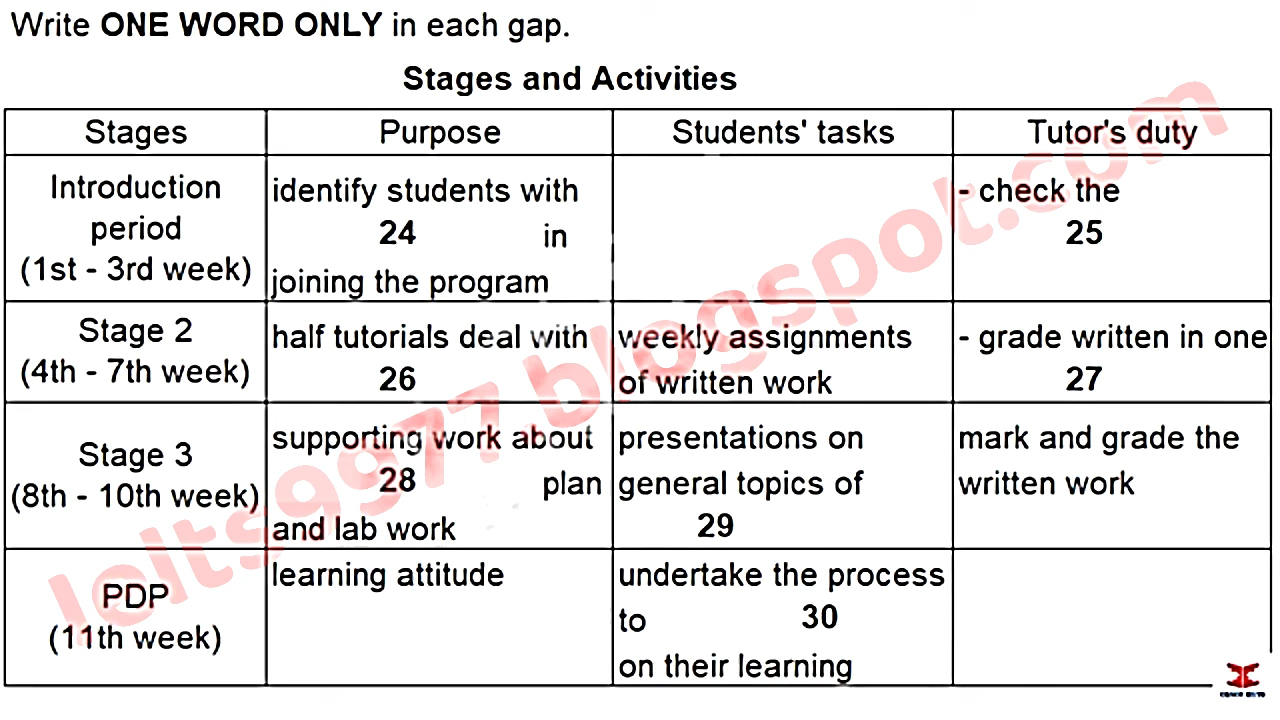 Write ONE WORD ONLY in each gap.
Stages and Activities
Stages Purpose Students' tasks Tutor's duty
Introduction
period
(1st - 3rd week)
identify students with
24 in
joining the program
- check the
25
Stage 2
(4th - 7th week)
half tutorials deal with
26
weekly assignments
of written work
- grade written in one
27
Stage 3
(8th - 10th week)
supporting work about
28 plan
and lab work
presentations on
general topics of
29
mark and grade the
written work
PDP
(11th week)
learning attitude
undertake the process
to 30
on their learning
Ielts9977.blogspot.com